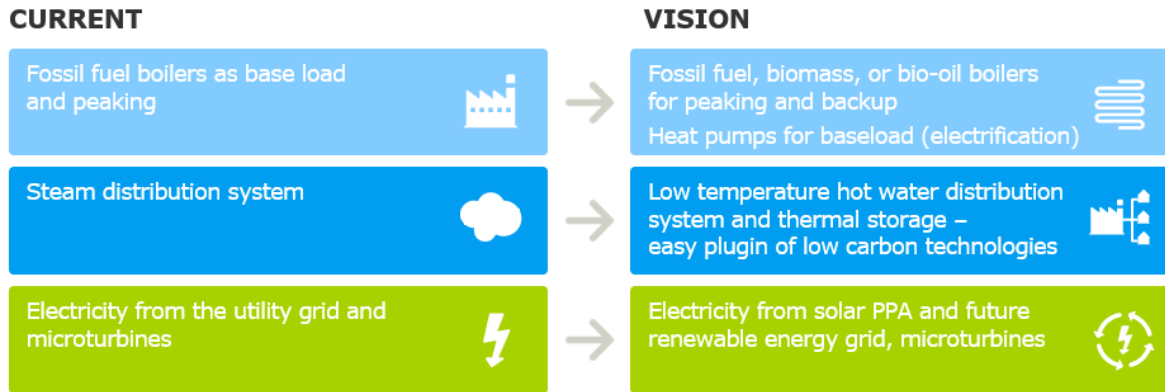 CURRENT
VISION
Fossil fuel boilers as base load
and peaking
Fossil fuel, biomass, or bio-oil boilers
for peaking and backup
Heat pumps for baseload (electrification)
Steam distribution system
Low temperature hot water distribution
system and thermal storage –
easy plugin of low carbon technologies
Electricity from the utility grid and
microturbines
Electricity from solar PPA and future
renewable energy grid, microturbines